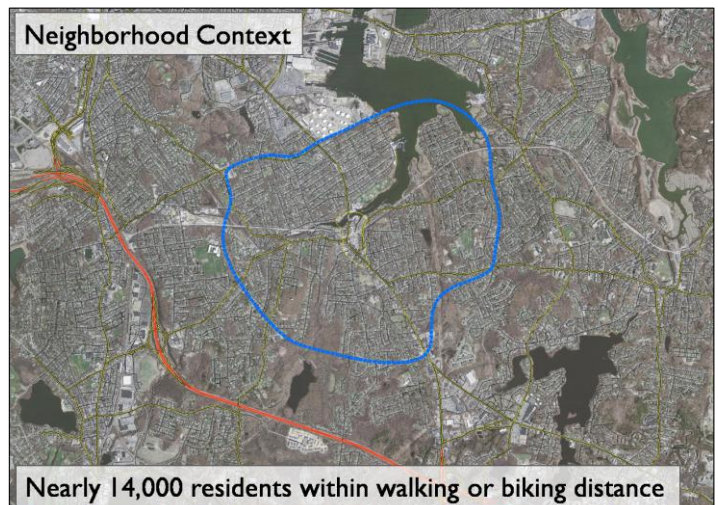 Neighborhood Context
Nearly 14,000 residents within walking or biking distance